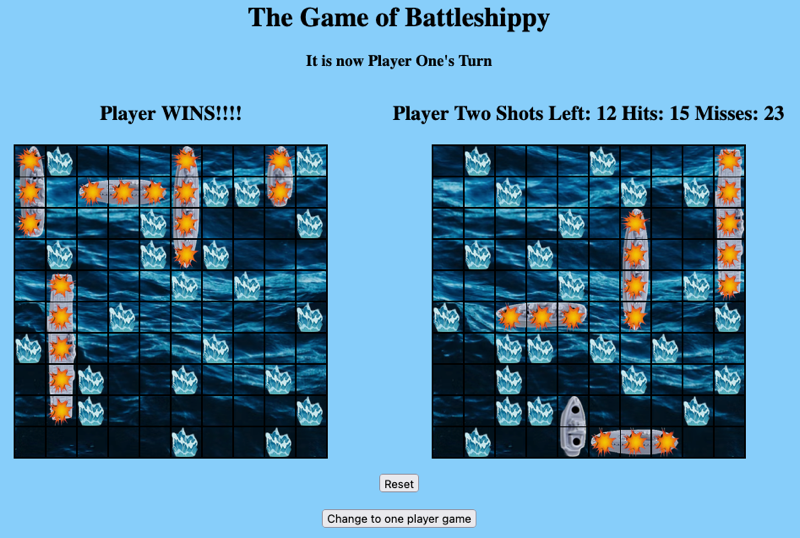 The Game of Battleshippy
It is now Player One's Turn
Player WINS!!!!
Player Two Shots Left: 12 Hits: 15 Misses: 23
Reset
Change to one player game